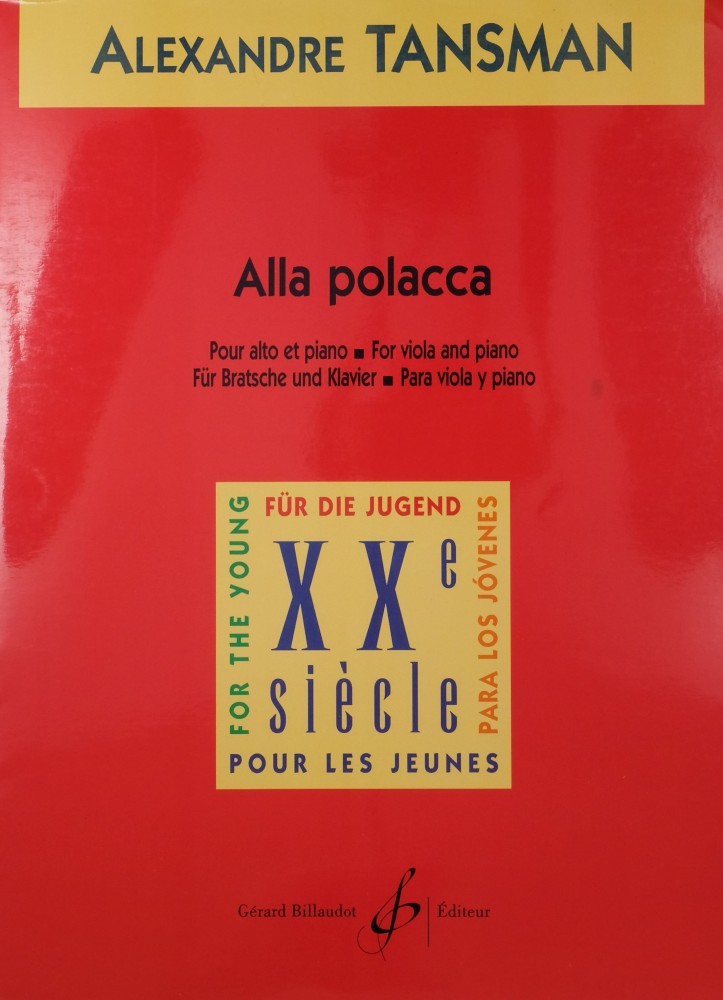 ALEXANDRE TANSMAN
Alla polacca
Pour alto et piano ■ For viola and piano
Für Bratsche und Klavier ■ Para viola y piano
FÜR DIE JUGEND
FOR THE YOUNG
XXe
siècle
PARA LOS JÓVENES
POUR LES JEUNES
Gérard Billaudot Éditeur